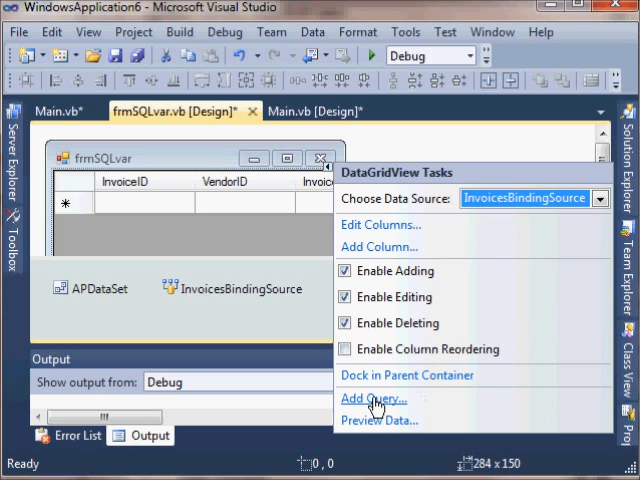 WindowsApplication6 - Microsoft Visual Studio
File Edit View Project Build Debug Team Data Format Tools Test Window
Debug
Main.vb* frmSQLvar.vb [Design]* Main.vb [Design]*
Server Explorer
Toolbox
frmSQLvar
InvoiceID VendorID Invoice
APDataSet InvoicesBindingSource
DataGridView Tasks
Choose Data Source: InvoicesBindingSource
Edit Columns...
Add Column...
Enable Adding
Enable Editing
Enable Deleting
Enable Column Reordering
Dock in Parent Container
Add Query...
Preview Data...
Output
Show output from: Debug
Error List Output
Solution Explorer
Team Explorer
Class View
Proj
Ready 0 , 0 284 x 150